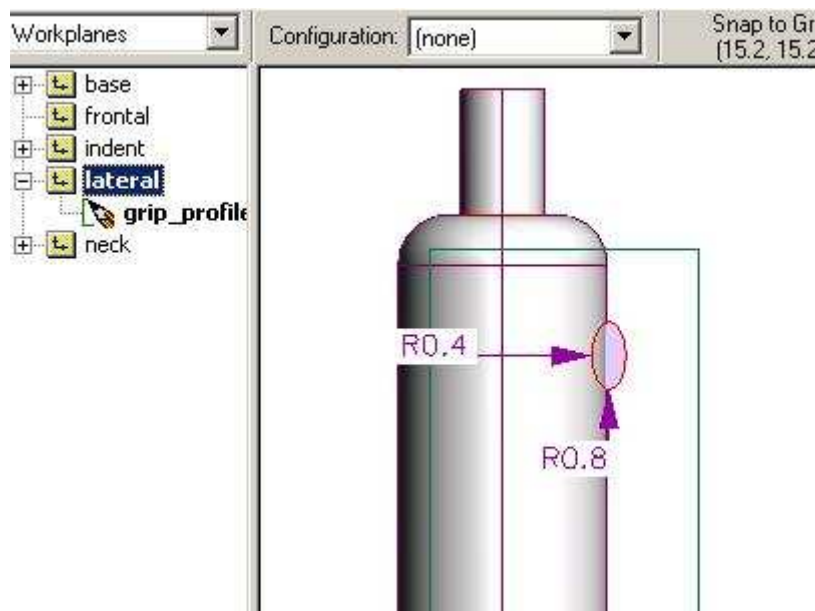 Workplanes
Configuration: (none)
Snap to Gr
(15.2, 15.2
base
frontal
indent
lateral
grip_profile
neck
R0.4
R0.8